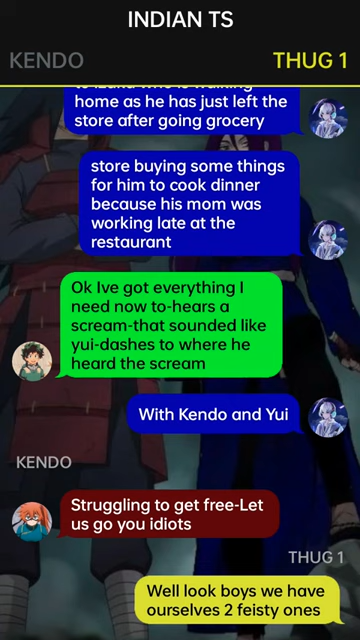 INDIAN TS
KENDO
THUG 1
home as he has just left the
store after going grocery
store buying some things
for him to cook dinner
because his mom was
working late at the
restaurant
Ok Ive got everything I
need now to-hears a
scream-that sounded like
yui-dashes to where he
heard the scream
With Kendo and Yui
KENDO
Struggling to get free-Let
us go you idiots
THUG 1
Well look boys we have
ourselves 2 feisty ones